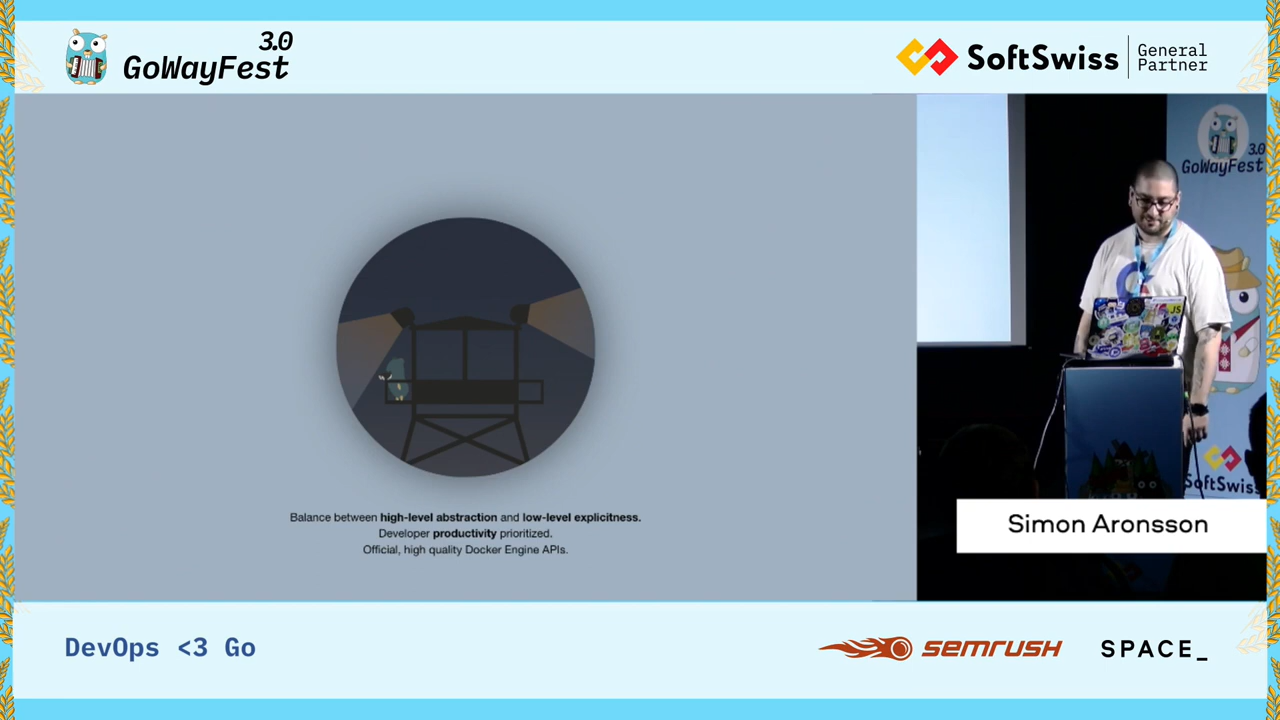 3.0
GoWayFest
SoftSwiss
General
Partner
3.0
GoWayFest
JS
Balance between high-level abstraction and low-level explicitness.
Developer productivity prioritized.
Official, high quality Docker Engine APIs.
SoftSwiss
Simon Aronsson
DevOps <3 Go
semrush
SPACE_